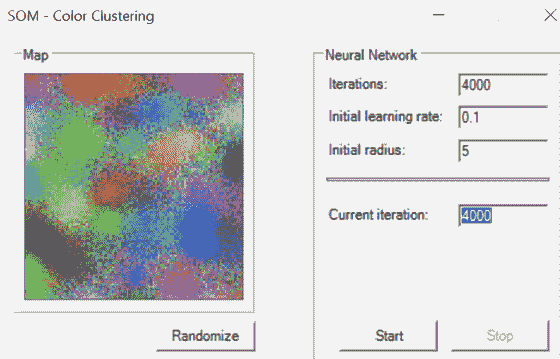 SOM - Color Clustering
Map
Randomize
Neural Network
Iterations: 4000
Initial learning rate: 0.1
Initial radius: 5
Current iteration: 4000
Start Stop